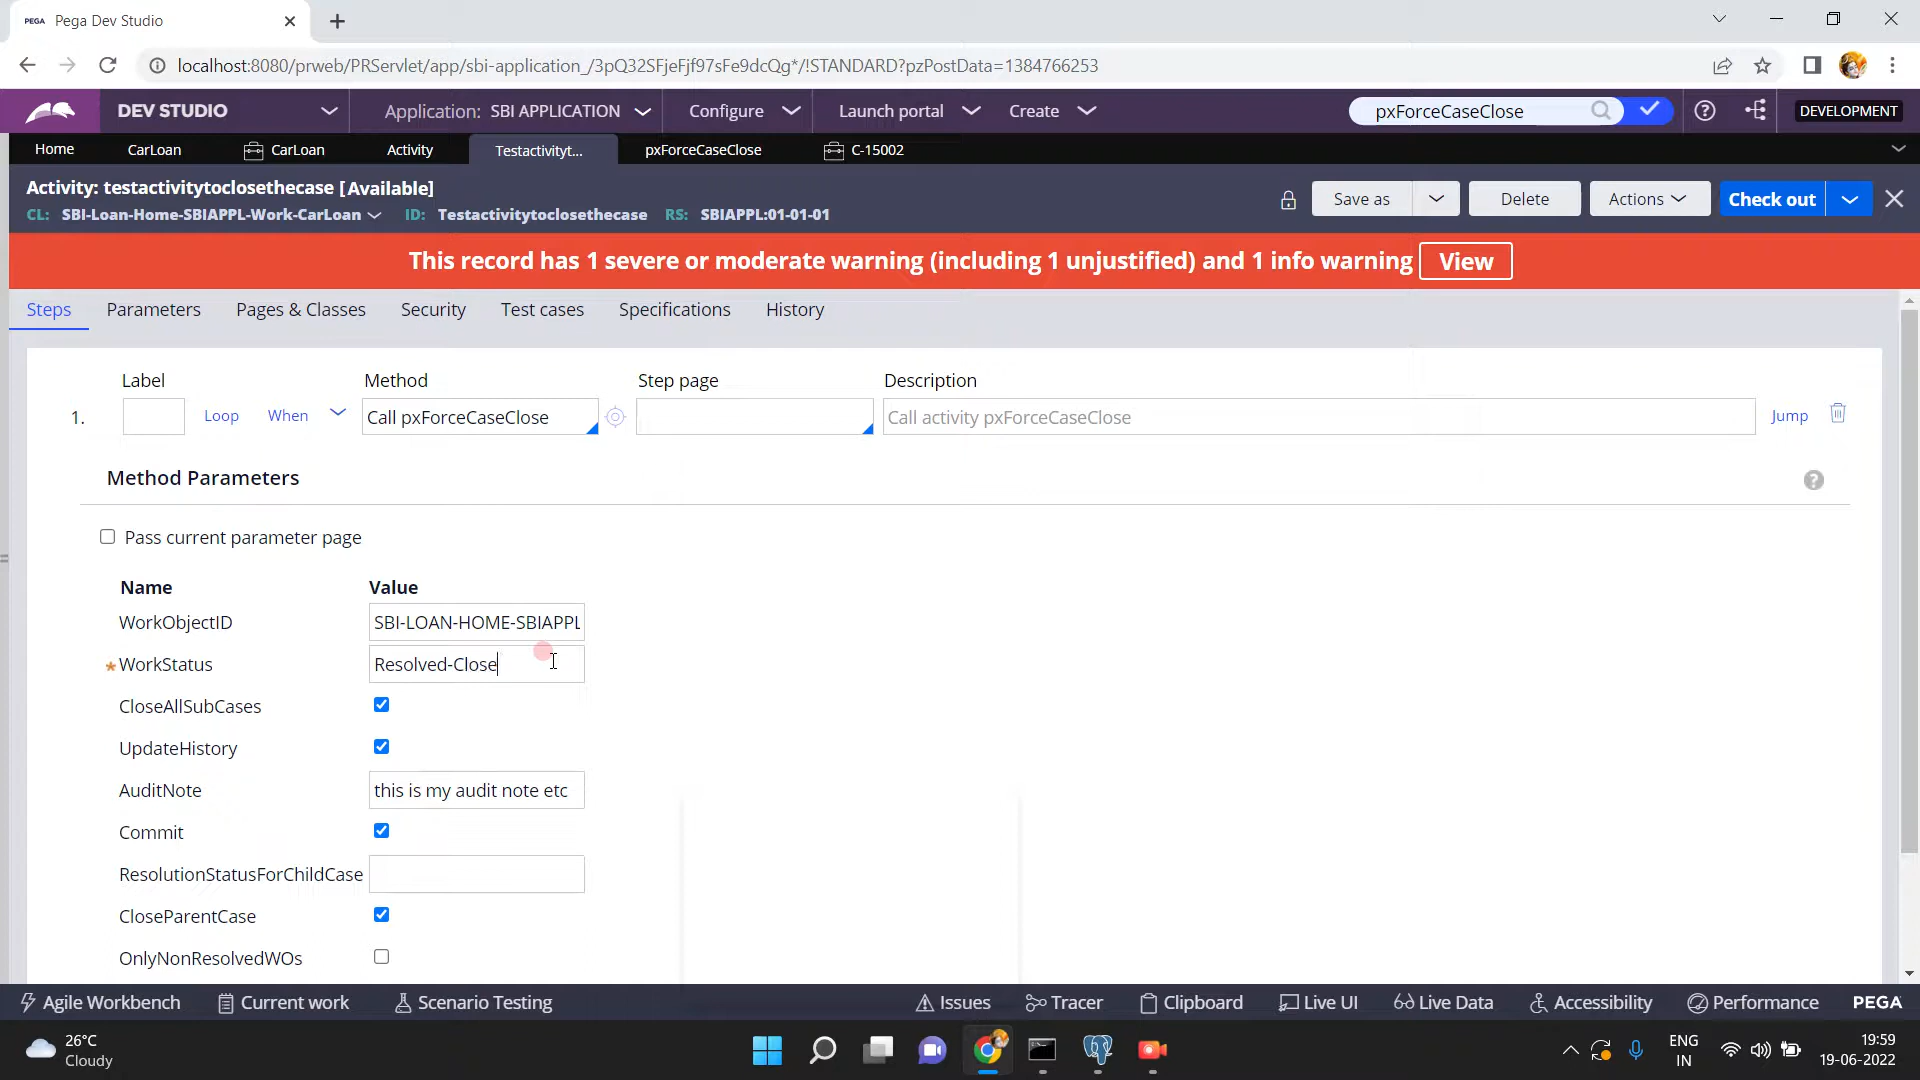 PEGA Pega Dev Studio
localhost:8080/prweb/PRServlet/app/sbi-application_/3pQ32SFjeFjf97sFe9dcQg*/!STANDARD?pzPostData=1384766253
DEV STUDIO Application: SBI APPLICATION Configure Launch portal Create pxForceCaseClose DEVELOPMENT
Home CarLoan CarLoan Activity Testactivityt... pxForceCaseClose C-15002
Activity: testactivitytoclosethecase [Available]
CL: SBI-Loan-Home-SBIAPPL-Work-CarLoan ID: Testactivitytoclosethecase RS: SBIAPPL:01-01-01
Save as Delete Actions Check out
This record has 1 severe or moderate warning (including 1 unjustified) and 1 info warning View
Steps Parameters Pages & Classes Security Test cases Specifications History
Label Method Step page Description
1. Loop When Call pxForceCaseClose Call activity pxForceCaseClose Jump
Method Parameters
Pass current parameter page
Name Value
WorkObjectID SBI-LOAN-HOME-SBIAPPL
*WorkStatus Resolved-Close
CloseAllSubCases
UpdateHistory
AuditNote this is my audit note etc
Commit
ResolutionStatusForChildCase
CloseParentCase
OnlyNonResolvedWOs
Agile Workbench Current work Scenario Testing Issues Tracer Clipboard Live UI Live Data Accessibility Performance PEGA
26°C
Cloudy
ENG
IN
19:59
19-06-2022